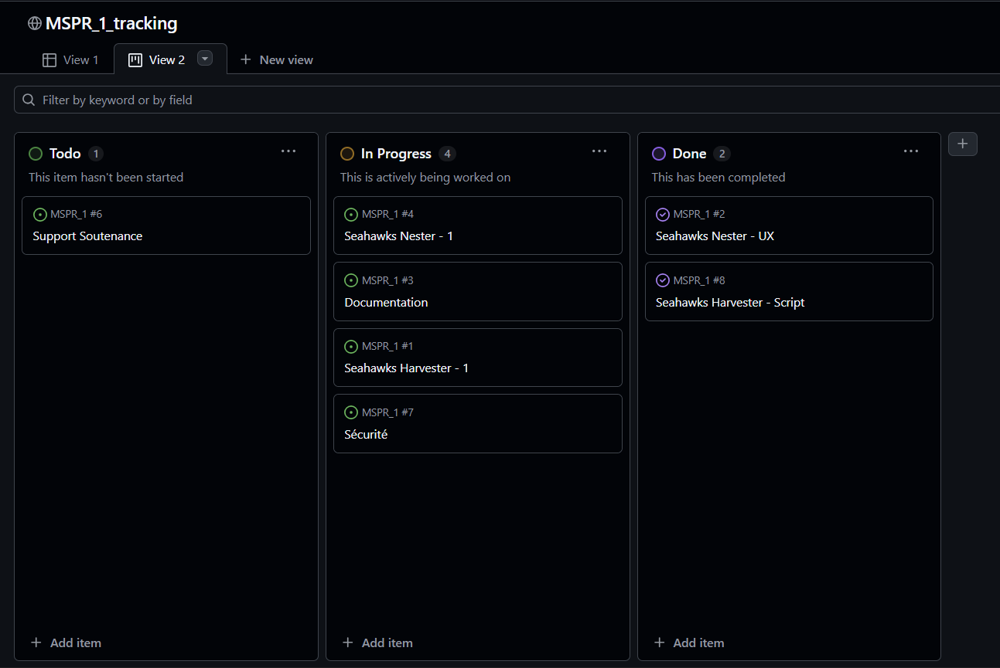 MSPR_1_tracking
View 1
View 2
New view
Filter by keyword or by field
Todo 1
This item hasn't been started
MSPR_1 #6
Support Soutenance
Add item
In Progress 4
This is actively being worked on
MSPR_1 #4
Seahawks Nester - 1
MSPR_1 #3
Documentation
MSPR_1 #1
Seahawks Harvester - 1
MSPR_1 #7
Sécurité
Add item
Done 2
This has been completed
MSPR_1 #2
Seahawks Nester - UX
MSPR_1 #8
Seahawks Harvester - Script
Add item